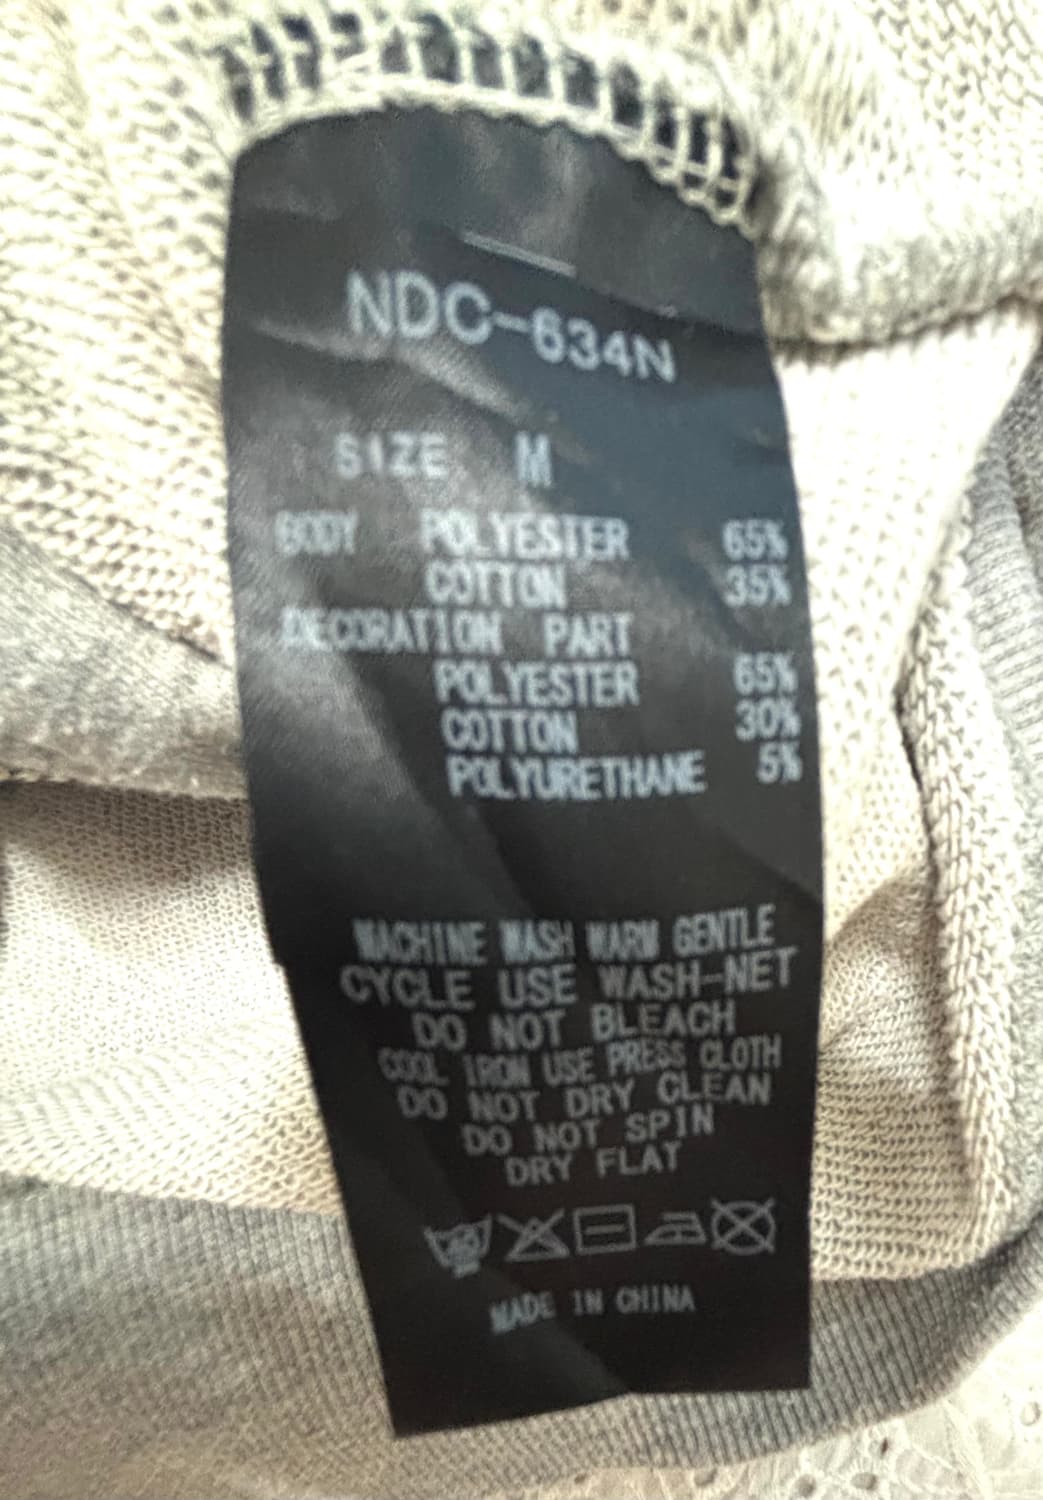 NDC-634N
SIZE M
BODY POLYESTER 65%
COTTON 35%
DECORATION PART
POLYESTER 65%
COTTON 30%
POLYURETHANE 5%
MACHINE WASH WARM GENTLE
CYCLE USE WASH-NET
DO NOT BLEACH
COOL IRON USE PRESS CLOTH
DO NOT DRY CLEAN
DO NOT SPIN
DRY FLAT
MADE IN CHINA